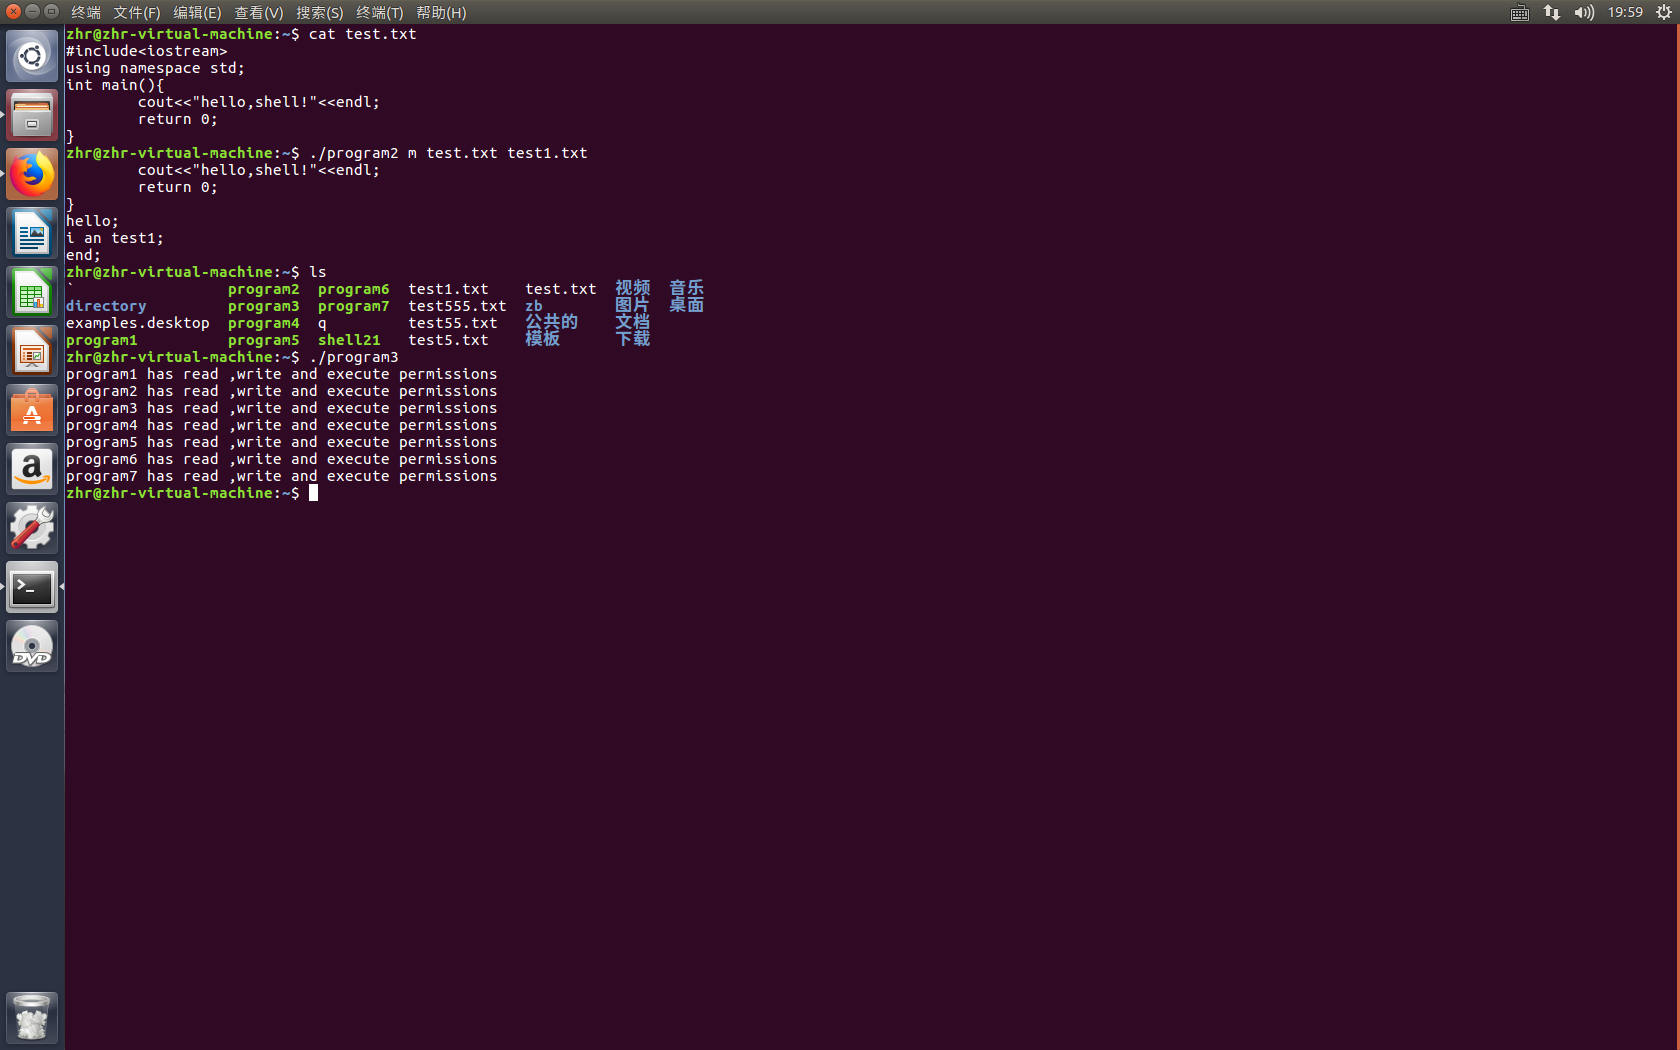 终端 文件(F) 编辑(E) 查看(V) 搜索(S) 终端(T) 帮助(H) 19:59
zhr@zhr-virtual-machine:~$ cat test.txt
#include<iostream>
using namespace std;
int main(){
        cout<<"hello,shell!"<<endl;
        return 0;
}
zhr@zhr-virtual-machine:~$ ./program2 m test.txt test1.txt
        cout<<"hello,shell!"<<endl;
        return 0;
}
hello;
i an test1;
end;
zhr@zhr-virtual-machine:~$ ls
`                 program2  program6  test1.txt    test.txt  视频  音乐
directory         program3  program7  test555.txt  zb        图片  桌面
examples.desktop  program4  q         test55.txt   公共的    文档
program1          program5  shell21   test5.txt    模板      下载
zhr@zhr-virtual-machine:~$ ./program3
program1 has read ,write and execute permissions
program2 has read ,write and execute permissions
program3 has read ,write and execute permissions
program4 has read ,write and execute permissions
program5 has read ,write and execute permissions
program6 has read ,write and execute permissions
program7 has read ,write and execute permissions
zhr@zhr-virtual-machine:~$
A
a
>_
DVD